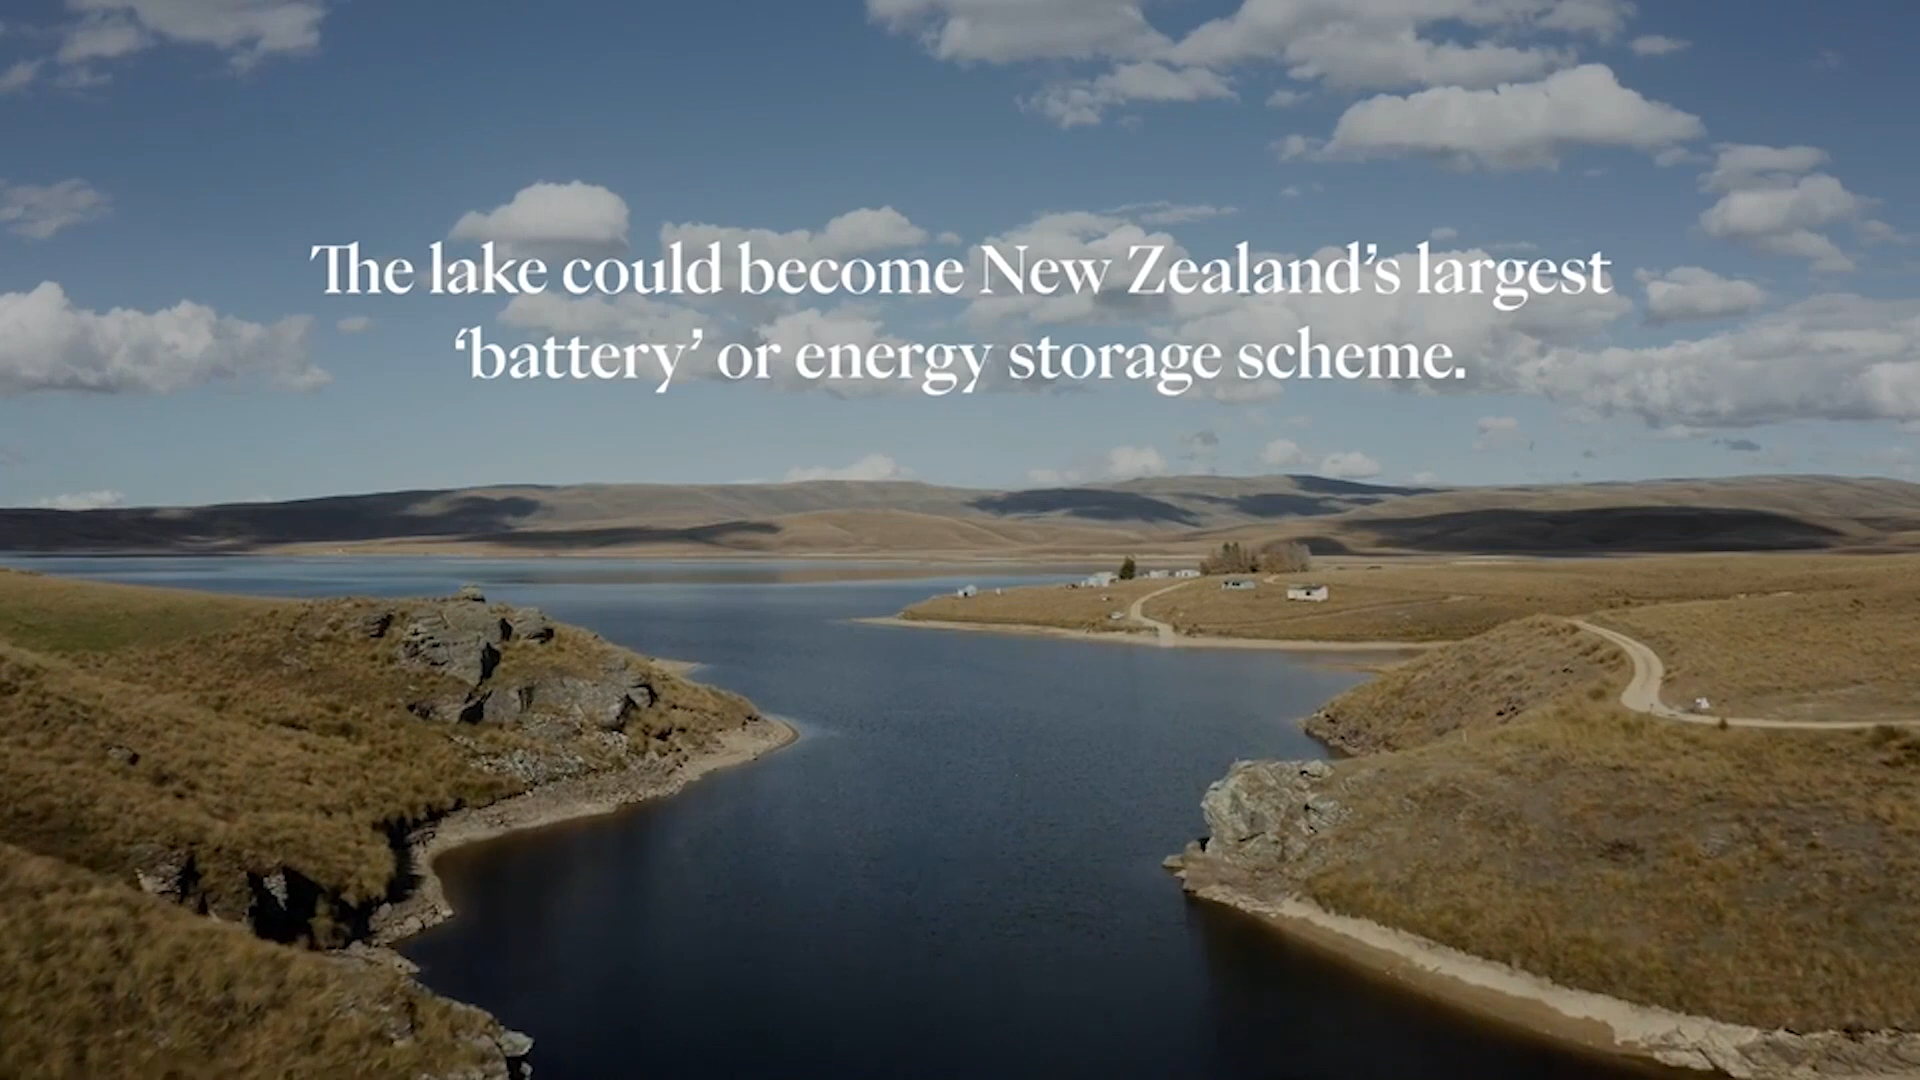 The lake could become New Zealand’s largest
‘battery’ or energy storage scheme.